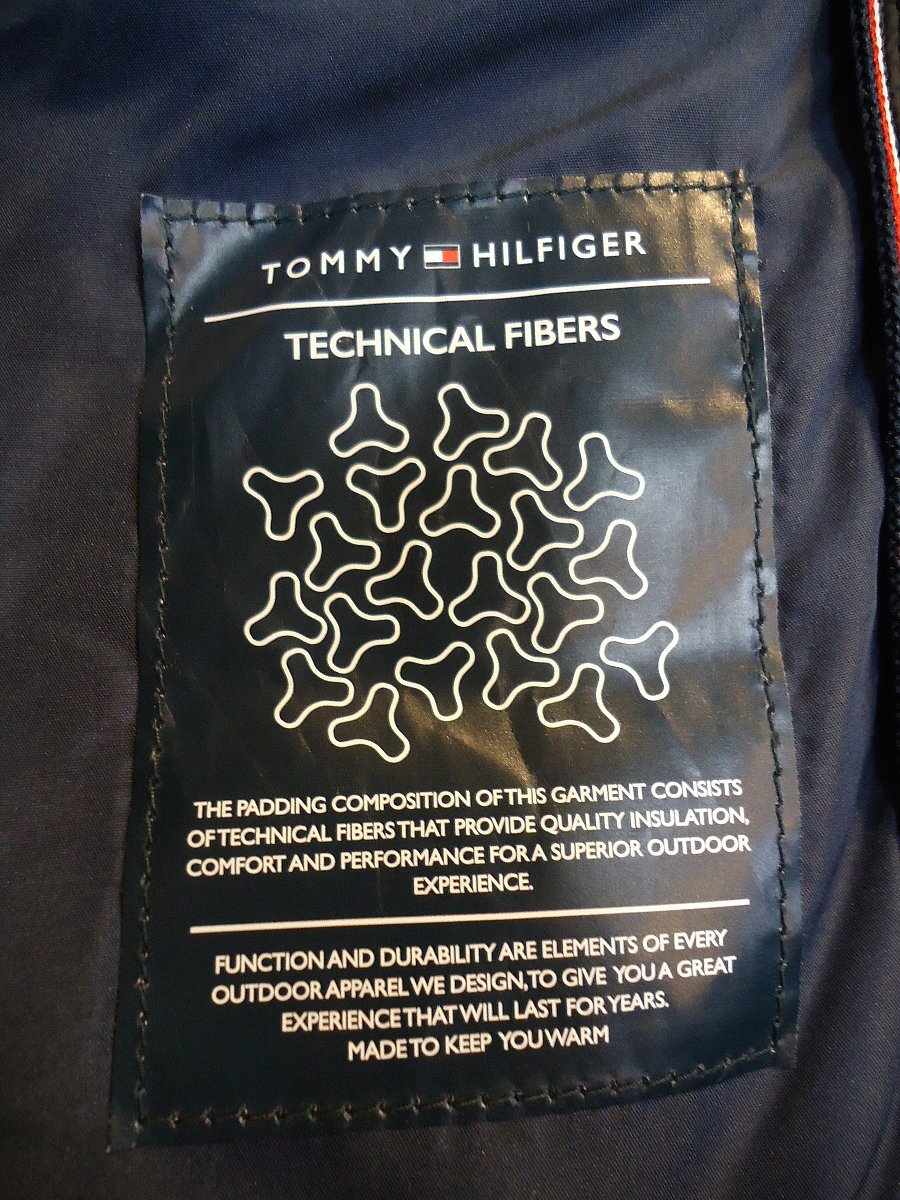 TOMMY HILFIGER
TECHNICAL FIBERS
THE PADDING COMPOSITION OF THIS GARMENT CONSISTS
OF TECHNICAL FIBERS THAT PROVIDE QUALITY INSULATION,
COMFORT AND PERFORMANCE FOR A SUPERIOR OUTDOOR
EXPERIENCE.
FUNCTION AND DURABILITY ARE ELEMENTS OF EVERY
OUTDOOR APPAREL WE DESIGN, TO GIVE YOU A GREAT
EXPERIENCE THAT WILL LAST FOR YEARS.
MADE TO KEEP YOU WARM